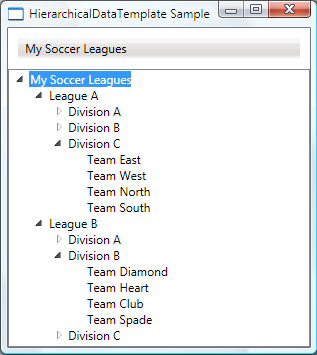 HierarchicalDataTemplate Sample
My Soccer Leagues
My Soccer Leagues
League A
Division A
Division B
Division C
Team East
Team West
Team North
Team South
League B
Division A
Division B
Team Diamond
Team Heart
Team Club
Team Spade
Division C